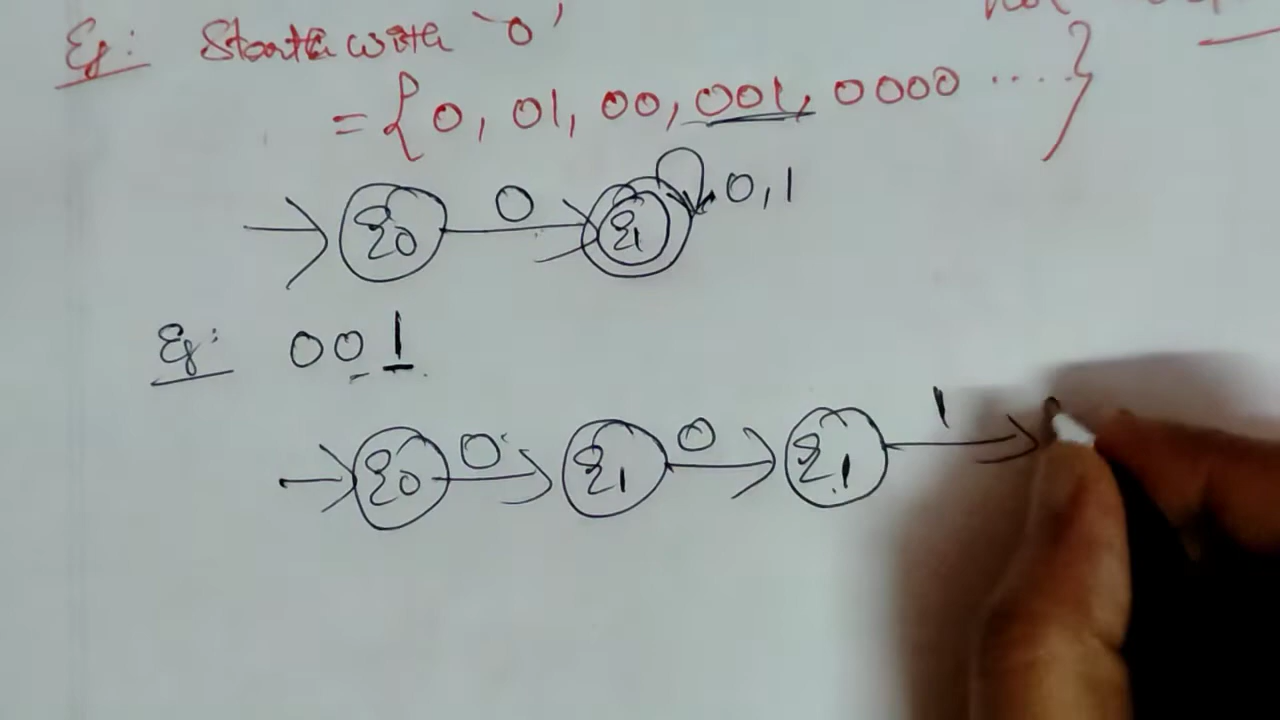 Eg: Starts with '0'
= {0, 01, 00, 001, 0000 ....}
q0 0 q1 0,1
Eg: 001
q0 0 q1 0 q1 1